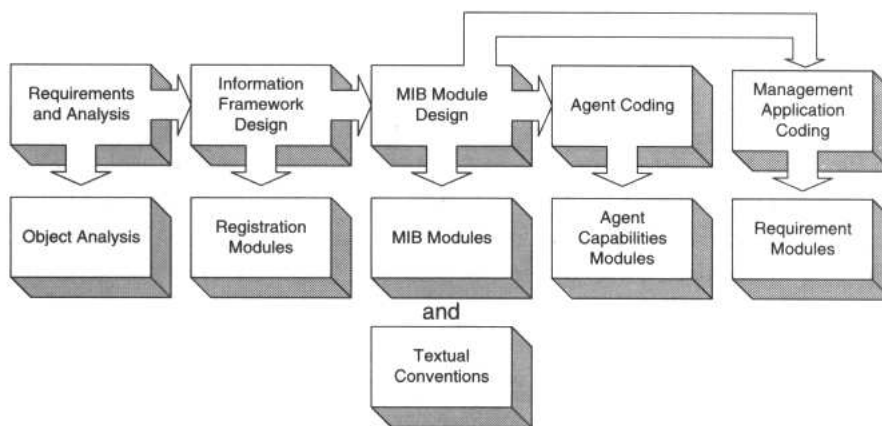 Requirements
and Analysis
Information
Framework
Design
MIB Module
Design
Agent Coding
Management
Application
Coding
Object Analysis
Registration
Modules
MIB Modules
Agent
Capabilities
Modules
Requirement
Modules
and
Textual
Conventions